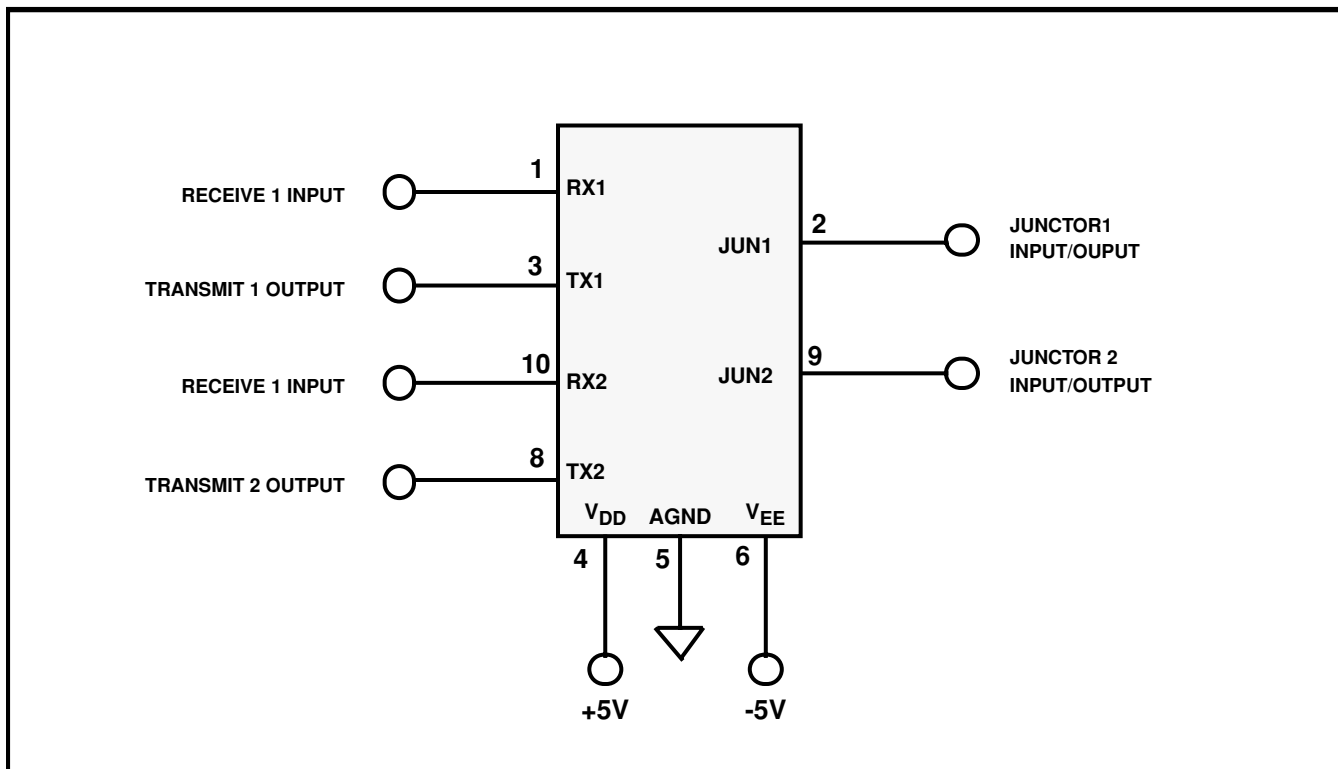 RECEIVE 1 INPUT
1
RX1
TRANSMIT 1 OUTPUT
3
TX1
RECEIVE 1 INPUT
10
RX2
TRANSMIT 2 OUTPUT
8
TX2
JUN1
2
JUNCTOR1
INPUT/OUPUT
JUN2
9
JUNCTOR 2
INPUT/OUTPUT
VDD AGND VEE
4 5 6
+5V -5V